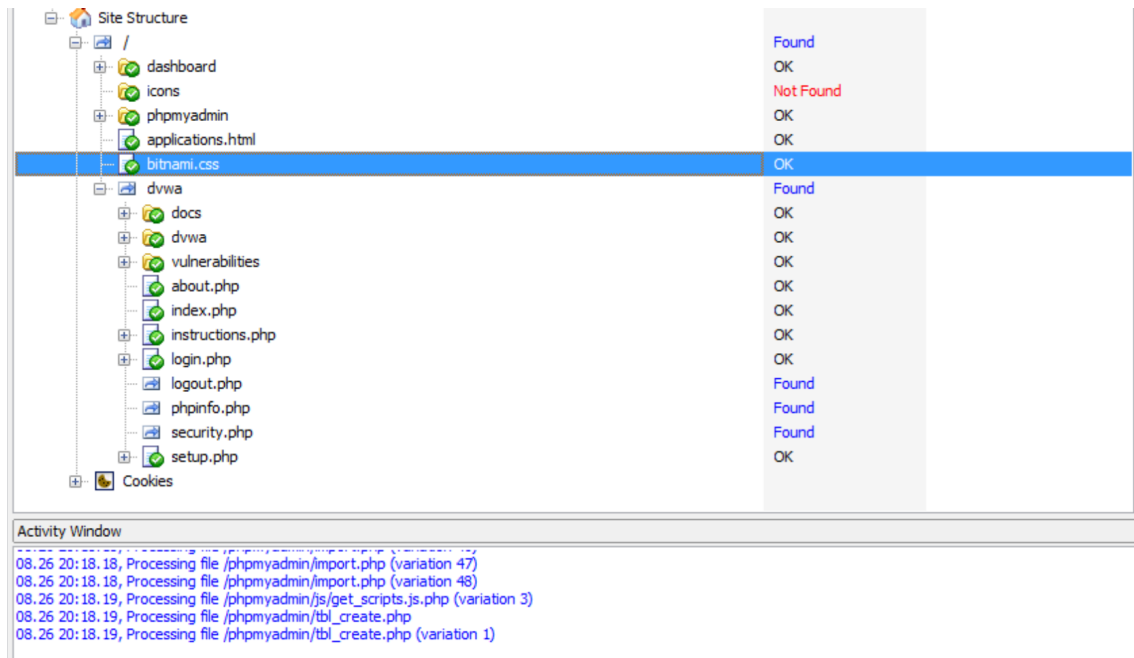 Site Structure
/ Found
dashboard OK
icons Not Found
phpmyadmin OK
applications.html OK
bitnami.css OK
dvwa Found
docs OK
dvwa OK
vulnerabilities OK
about.php OK
index.php OK
instructions.php OK
login.php OK
logout.php Found
phpinfo.php Found
security.php Found
setup.php OK
Cookies
Activity Window
08.26 20:18.18, Processing file /phpmyadmin/import.php (variation 47)
08.26 20:18.18, Processing file /phpmyadmin/import.php (variation 48)
08.26 20:18.19, Processing file /phpmyadmin/js/get_scripts.js.php (variation 3)
08.26 20:18.19, Processing file /phpmyadmin/tbl_create.php
08.26 20:18.19, Processing file /phpmyadmin/tbl_create.php (variation 1)